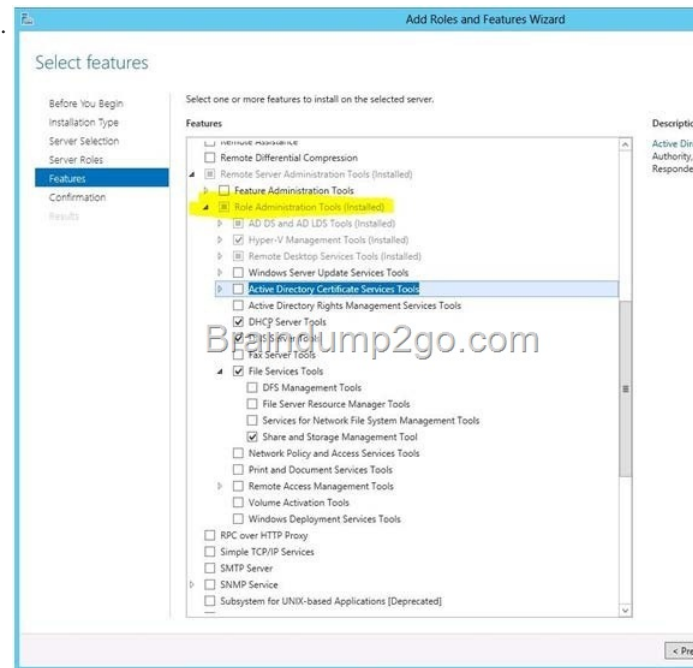 Add Roles and Features Wizard
Select features
Before You Begin
Installation Type
Server Selection
Server Roles
Features
Confirmation
Results
Select one or more features to install on the selected server.
Features
Remote Assistance
Remote Differential Compression
Remote Server Administration Tools (Installed)
Feature Administration Tools
Role Administration Tools (Installed)
AD DS and AD LDS Tools (Installed)
Hyper-V Management Tools (Installed)
Remote Desktop Services Tools (Installed)
Windows Server Update Services Tools
Active Directory Certificate Services Tools
Active Directory Rights Management Services Tools
DHCP Server Tools
DNS Server Tools
Braindump2go.com
Fax Server Tools
File Services Tools
DFS Management Tools
File Server Resource Manager Tools
Services for Network File System Management Tools
Share and Storage Management Tool
Network Policy and Access Services Tools
Print and Document Services Tools
Remote Access Management Tools
Volume Activation Tools
Windows Deployment Services Tools
RPC over HTTP Proxy
Simple TCP/IP Services
SMTP Server
SNMP Service
Subsystem for UNIX-based Applications [Deprecated]
Descriptio
Active Dire
Authority,
Responde
< Pre